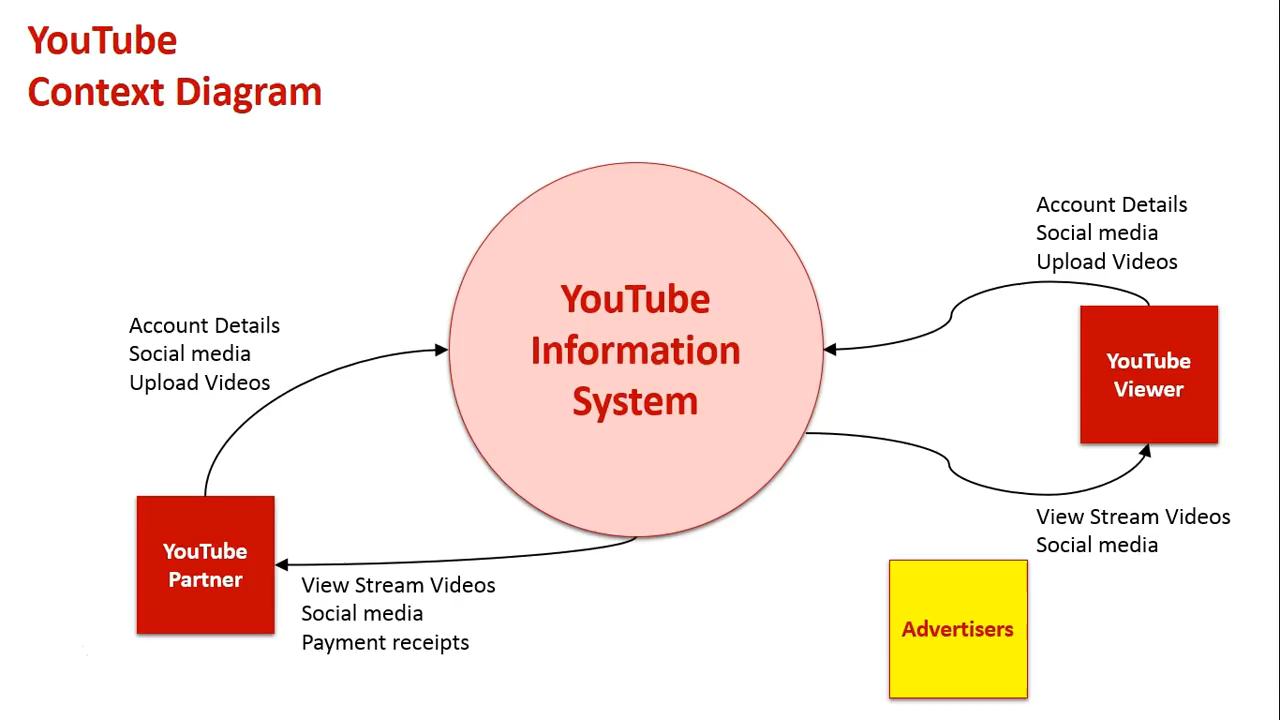 YouTube
Context Diagram
Account Details
Social media
Upload Videos
YouTube
Information
System
Account Details
Social media
Upload Videos
YouTube
Viewer
View Stream Videos
Social media
YouTube
Partner
View Stream Videos
Social media
Payment receipts
Advertisers